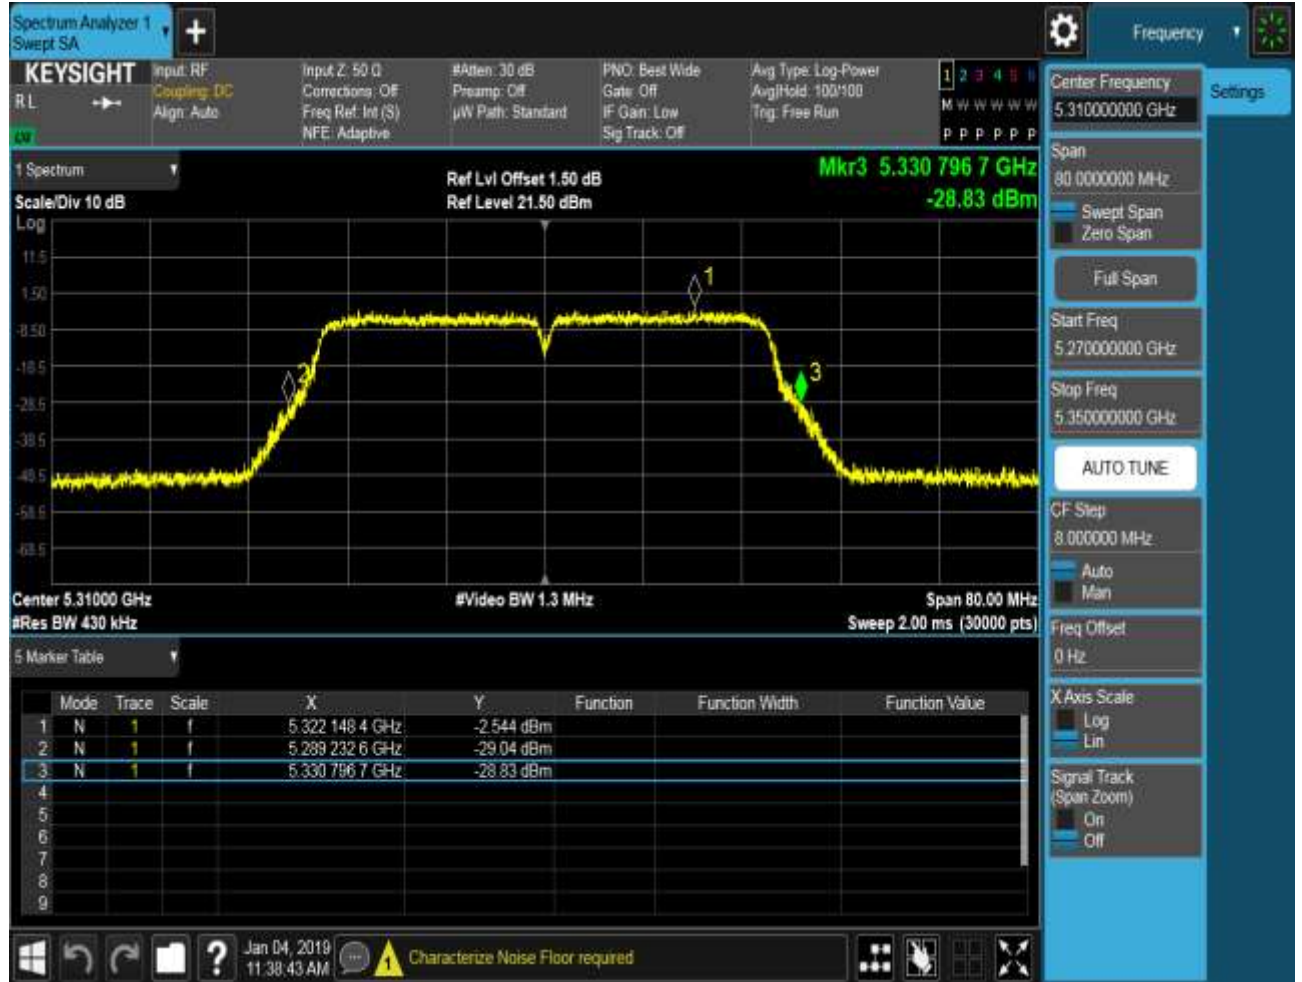 Spectrum Analyzer 1
Swept SA
Frequency
KEYSIGHT
RL
Input: RF
Coupling: DC
Align: Auto
Input Z: 50 Ω
Corrections: Off
Freq Ref: Int (S)
NFE: Adaptive
#Atten: 30 dB
Preamp: Off
µW Path: Standard
PNO: Best Wide
Gate: Off
IF Gain: Low
Sig Track: Off
Avg Type: Log-Power
Avg|Hold: 100/100
Trig: Free Run
1 2 3 4 5 6
M W W W W W
P P P P P P
1 Spectrum
Scale/Div 10 dB
Log
Ref Lvl Offset 1.50 dB
Ref Level 21.50 dBm
Mkr3 5.330 796 7 GHz
-28.83 dBm
11.5
1.50
-8.50
-18.5
-28.5
-38.5
-48.5
-58.5
-68.5
1
2
3
Center 5.31000 GHz
#Res BW 430 kHz
#Video BW 1.3 MHz
Span 80.00 MHz
Sweep 2.00 ms (30000 pts)
5 Marker Table
Mode Trace Scale X Y Function Function Width Function Value
1 N 1 f 5.322 148 4 GHz -2.544 dBm
2 N 1 f 5.289 232 6 GHz -29.04 dBm
3 N 1 f 5.330 796 7 GHz -28.83 dBm
4
5
6
7
8
9
Jan 04, 2019
11:38:43 AM
1
Characterize Noise Floor required
Settings
Center Frequency
5.310000000 GHz
Span
80.0000000 MHz
Swept Span
Zero Span
Full Span
Start Freq
5.270000000 GHz
Stop Freq
5.350000000 GHz
AUTO TUNE
CF Step
8.000000 MHz
Auto
Man
Freq Offset
0 Hz
X Axis Scale
Log
Lin
Signal Track
(Span Zoom)
On
Off